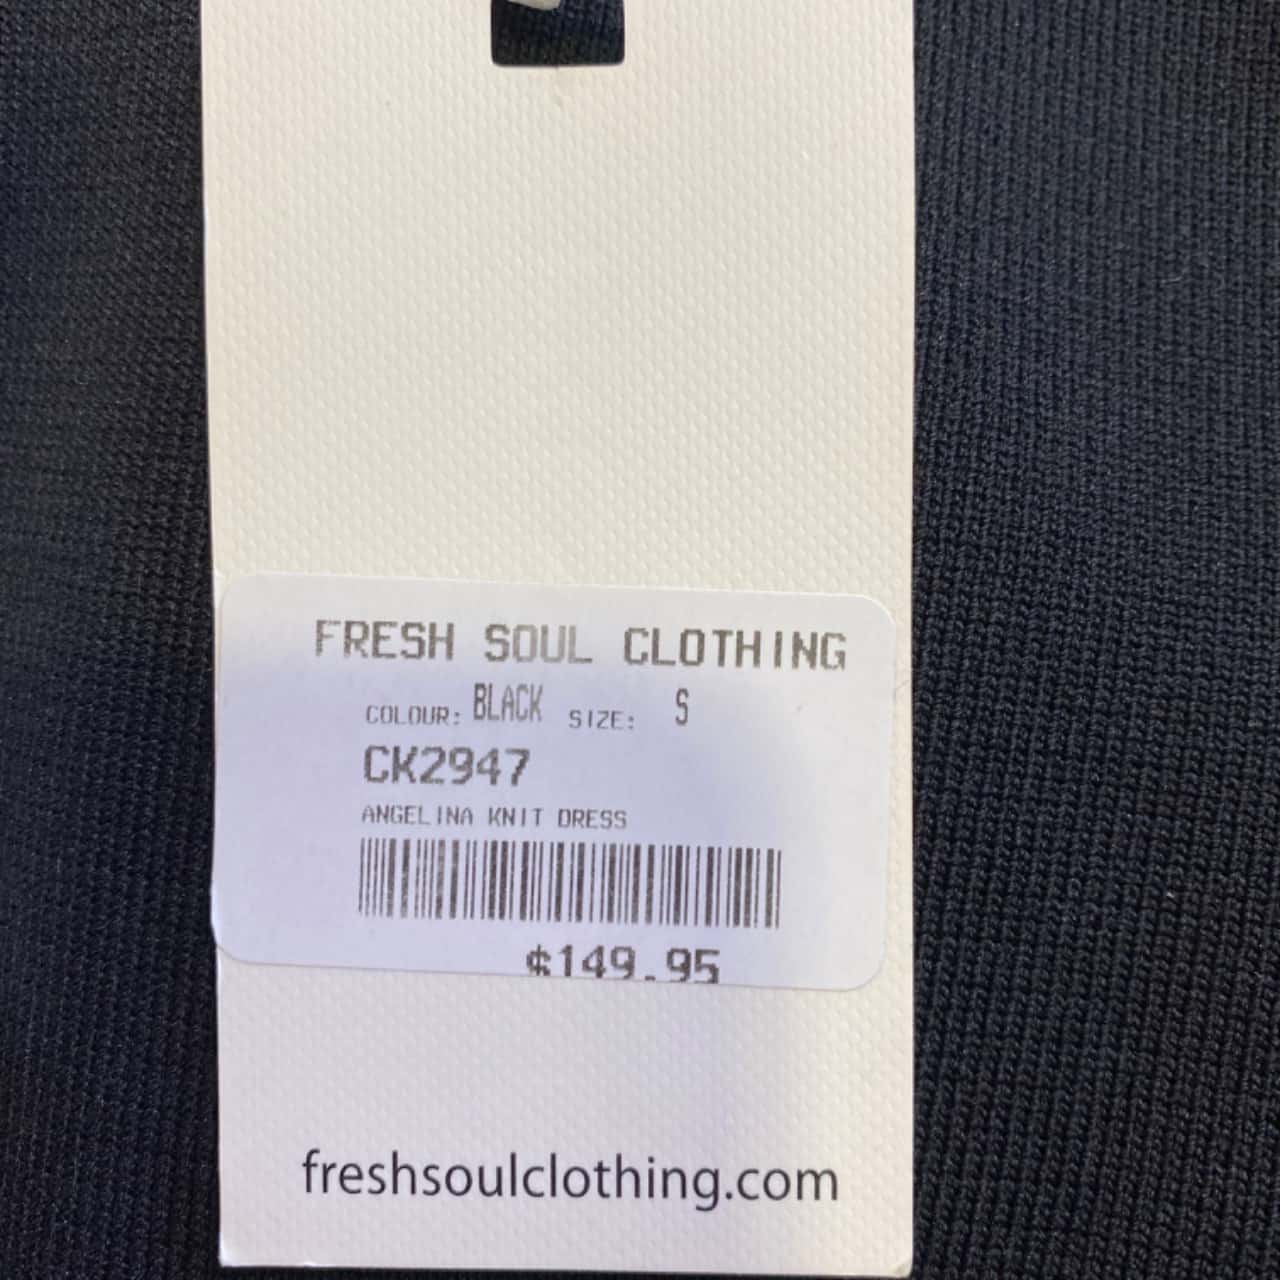 FRESH SOUL CLOTHING
COLOUR: BLACK SIZE: S
CK2947
ANGELINA KNIT DRESS
$149.95
freshsoulclothing.com